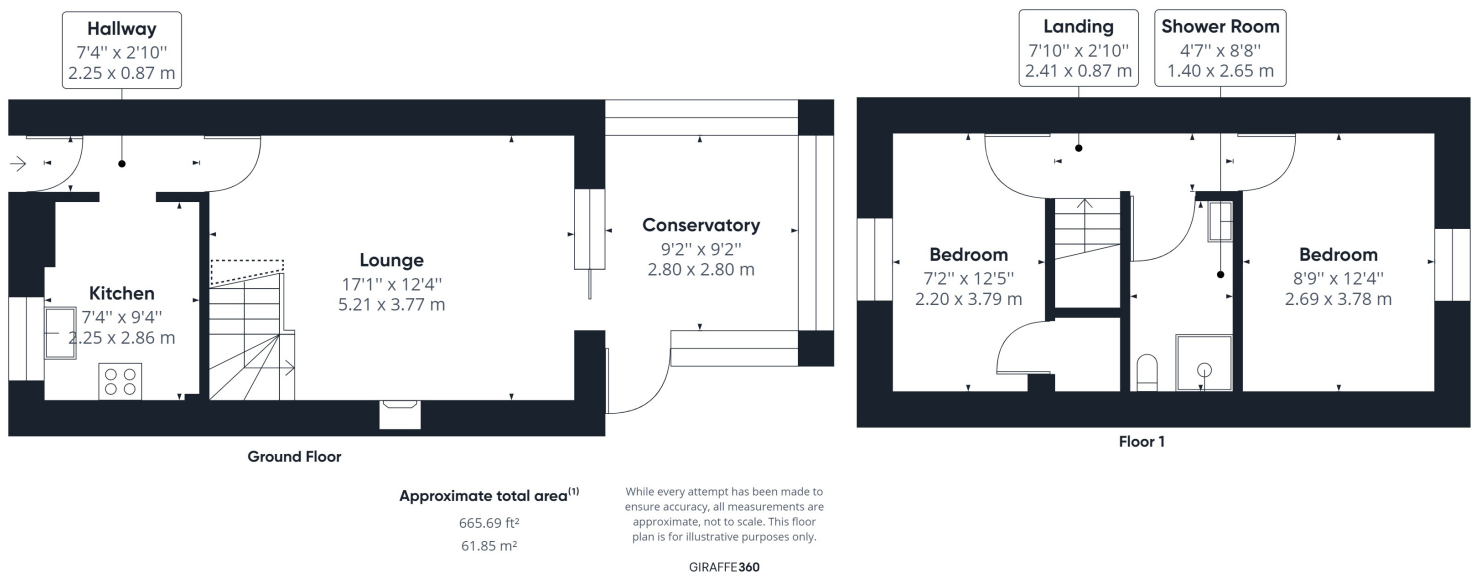 Hallway
7'4'' x 2'10''
2.25 x 0.87 m
Kitchen
7'4'' x 9'4''
2.25 x 2.86 m
Lounge
17'1'' x 12'4''
5.21 x 3.77 m
Conservatory
9'2'' x 9'2''
2.80 x 2.80 m
Ground Floor
Landing
7'10'' x 2'10''
2.41 x 0.87 m
Shower Room
4'7'' x 8'8''
1.40 x 2.65 m
Bedroom
7'2'' x 12'5''
2.20 x 3.79 m
Bedroom
8'9'' x 12'4''
2.69 x 3.78 m
Floor 1
Approximate total area(1)
665.69 ft²
61.85 m²
While every attempt has been made to
ensure accuracy, all measurements are
approximate, not to scale. This floor
plan is for illustrative purposes only.
GIRAFFE360